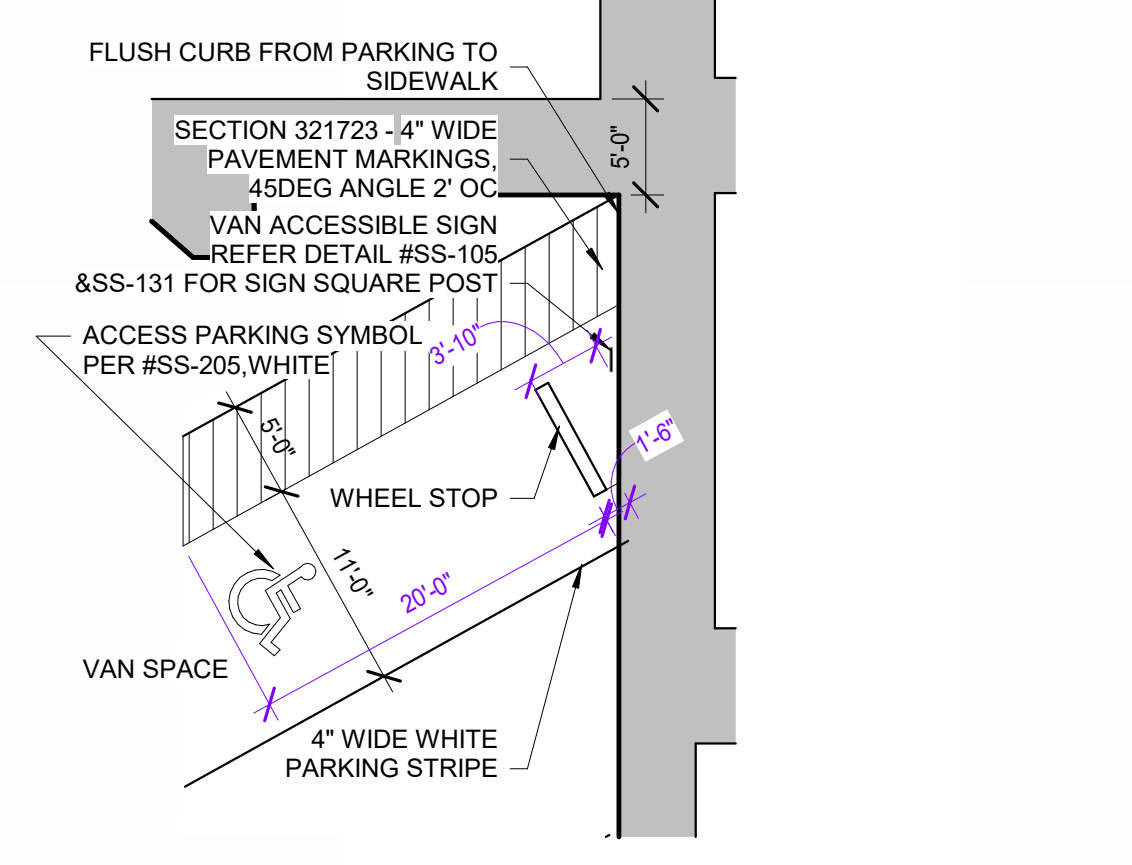 FLUSH CURB FROM PARKING TO
SIDEWALK
SECTION 321723 - 4" WIDE
PAVEMENT MARKINGS,
45DEG ANGLE 2' OC
5'-0"
VAN ACCESSIBLE SIGN
REFER DETAIL #SS-105
&SS-131 FOR SIGN SQUARE POST
ACCESS PARKING SYMBOL
PER #SS-205,WHITE
3'-10"
5'-0"
1'-6"
WHEEL STOP
11'-0"
20'-0"
VAN SPACE
4" WIDE WHITE
PARKING STRIPE